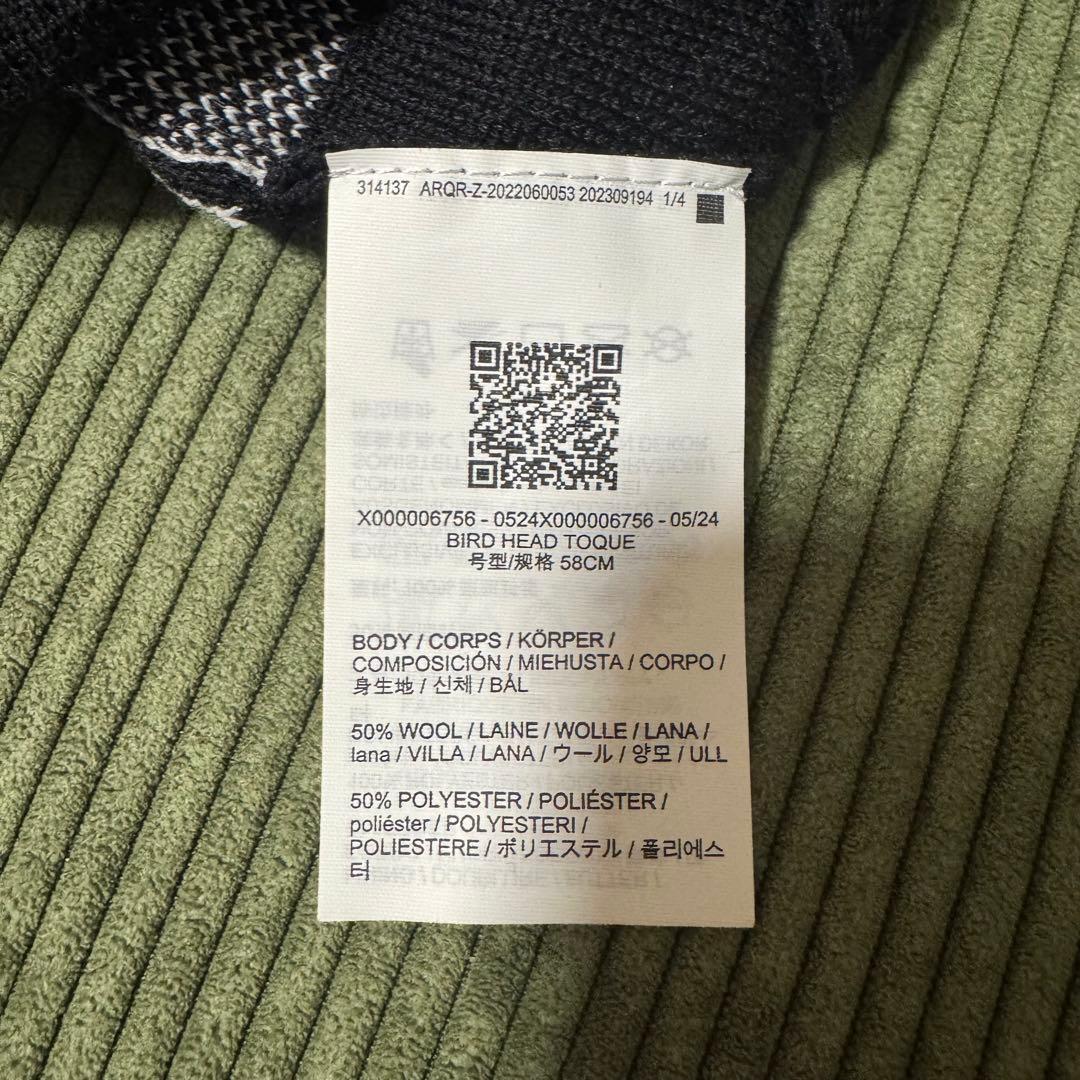 314137 ARQR-Z-2022060053 202309194 1/4
X000006756 - 0524X000006756 - 05/24
BIRD HEAD TOQUE
号型/规格 58CM
BODY / CORPS / KÖRPER /
COMPOSICIÓN / MIEHUSTA / CORPO /
身生地 / 신체 / BÅL
50% WOOL / LAINE / WOLLE / LANA /
lana / VILLA / LANA / ウール / 양모 / ULL
50% POLYESTER / POLIÉSTER /
poliéster / POLYESTERI /
POLIESTERE / ポリエステル / 폴리에스
터